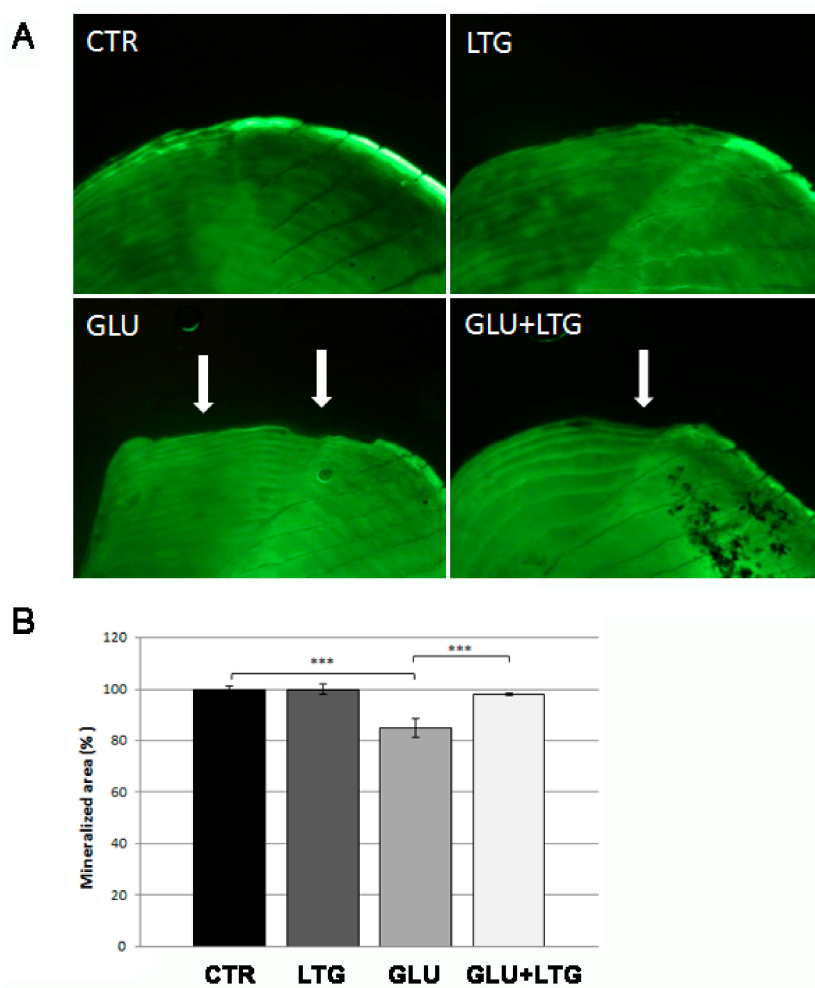 A
CTR
LTG
GLU
GLU+LTG
B
120
100
80
60
40
20
0
Mineralized area (% )
***
***
CTR
LTG
GLU
GLU+LTG